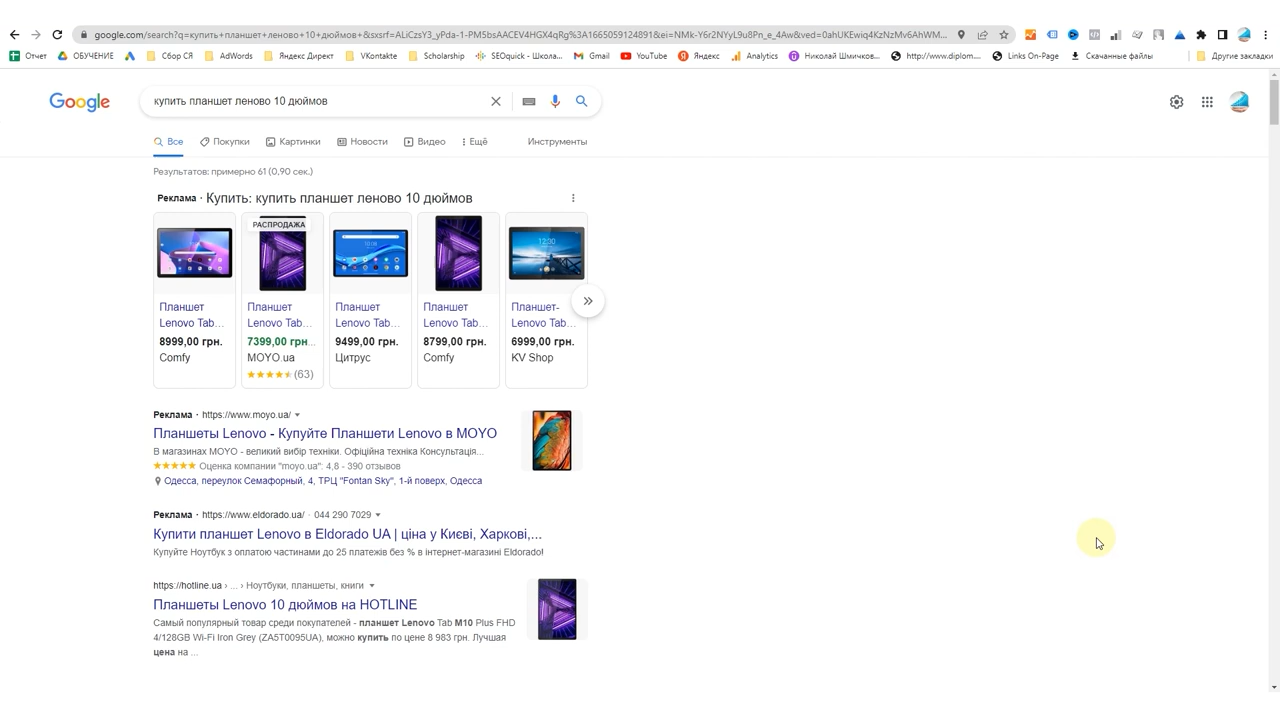 google.com/search?q=купить+планшет+леново+10+дюймов+&sxsrf=ALiCzsY3_yPda-1-PM5bsAACEV4HGX4qRg%3A1665059124891&ei=NMk-Y6r2NYyL9u8Pn_e_4Aw&ved=0ahUKEwiq4KzNzMv6AhWM...
Отчет
ОБУЧЕНИЕ
Сбор СЯ
AdWords
Яндекс Директ
VKontakte
Scholarship
SEOquick - Школа...
Gmail
YouTube
Яндекс
Analytics
Николай Шмичков...
http://www.diplom...
Links On-Page
Скачанные файлы
Другие закладки
Google
купить планшет леново 10 дюймов
Все
Покупки
Картинки
Новости
Видео
Ещё
Инструменты
Результатов: примерно 61 (0,90 сек.)
Реклама · Купить: купить планшет леново 10 дюймов
Планшет
Lenovo Tab...
8999,00 грн.
Comfy
РАСПРОДАЖА
Планшет
Lenovo Tab...
7399,00 грн...
MOYO.ua
(63)
Планшет
Lenovo Tab...
9499,00 грн.
Цитрус
Планшет
Lenovo Tab...
8799,00 грн.
Comfy
12:30
Планшет-
Lenovo Tab...
6999,00 грн.
KV Shop
Реклама · https://www.moyo.ua/
Планшеты Lenovo - Купуйте Планшети Lenovo в MOYO
В магазинах MOYO - великий вибір техніки. Офіційна техніка Консультація...
Оценка компании "moyo.ua": 4,8 - 390 отзывов
Одесса, переулок Семафорный, 4, ТРЦ "Fontan Sky", 1-й поверх, Одесса
Реклама · https://www.eldorado.ua/ · 044 290 7029
Купити планшет Lenovo в Eldorado UA | ціна у Києві, Харкові,...
Купуйте Ноутбук з оплатою частинами до 25 платежів без % в інтернет-магазині Eldorado!
https://hotline.ua › ... › Ноутбуки, планшеты, книги
Планшеты Lenovo 10 дюймов на HOTLINE
Самый популярный товар среди покупателей - планшет Lenovo Tab M10 Plus FHD
4/128GB Wi-Fi Iron Grey (ZA5T0095UA), можно купить по цене 8 983 грн. Лучшая
цена на ...